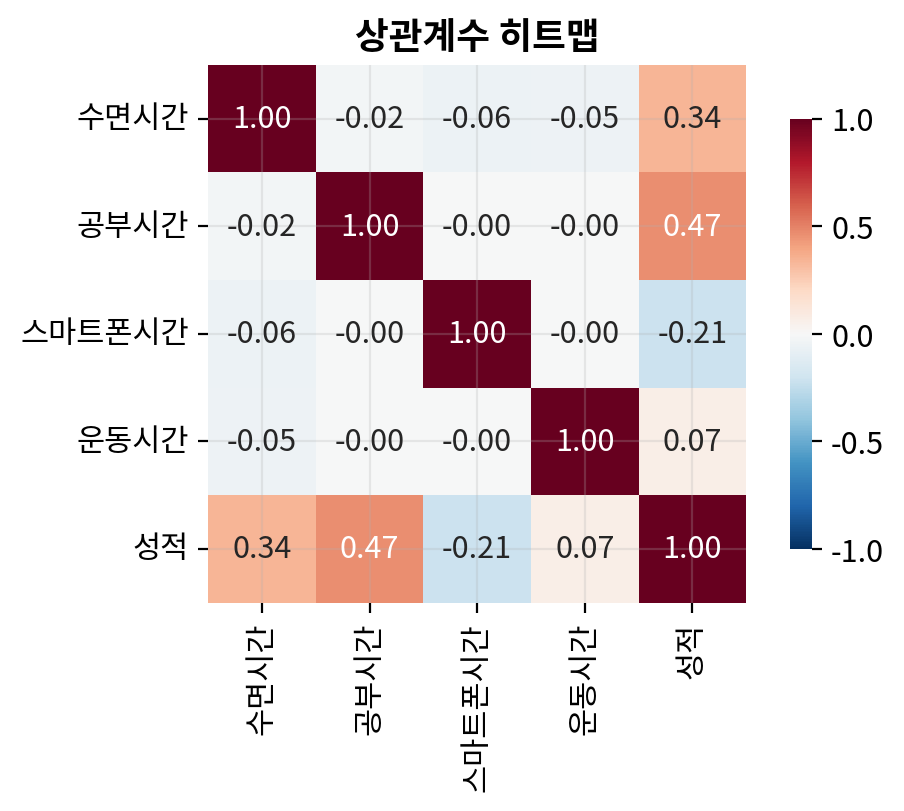 상관계수 히트맵
수면시간 1.00 -0.02 -0.06 -0.05 0.34
공부시간 -0.02 1.00 -0.00 -0.00 0.47
스마트폰시간 -0.06 -0.00 1.00 -0.00 -0.21
운동시간 -0.05 -0.00 -0.00 1.00 0.07
성적 0.34 0.47 -0.21 0.07 1.00
수면시간 공부시간 스마트폰시간 운동시간 성적
1.0
0.5
0.0
-0.5
-1.0